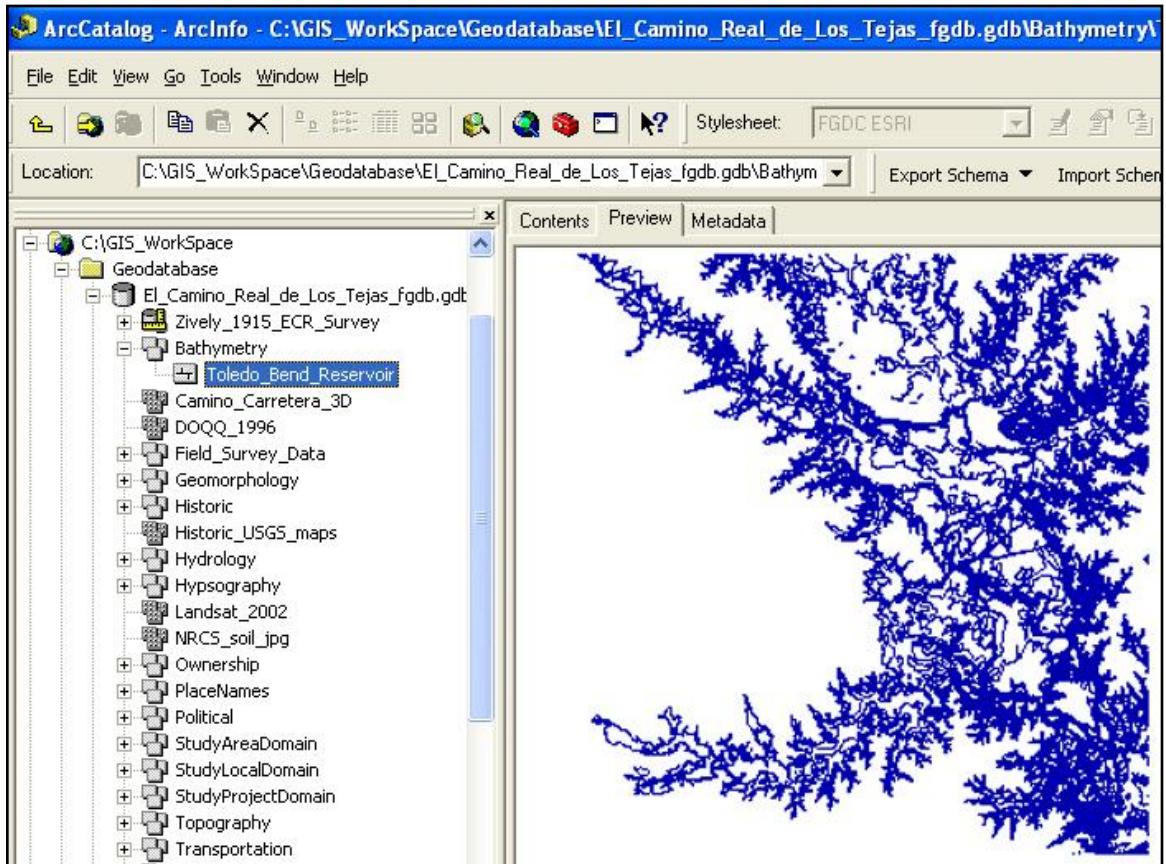 ArcCatalog - ArcInfo - C:\GIS_WorkSpace\Geodatabase\El_Camino_Real_de_Los_Tejas_fgdb.gdb\Bathymetry\
File Edit View Go Tools Window Help
Stylesheet: FGDC ESRI
Location: C:\GIS_WorkSpace\Geodatabase\El_Camino_Real_de_Los_Tejas_fgdb.gdb\Bathym Export Schema Import Schem
Contents Preview Metadata
C:\GIS_WorkSpace
Geodatabase
El_Camino_Real_de_Los_Tejas_fgdb.gdb
Zively_1915_ECR_Survey
Bathymetry
Toledo_Bend_Reservoir
Camino_Carretera_3D
DOQQ_1996
Field_Survey_Data
Geomorphology
Historic
Historic_USGS_maps
Hydrology
Hypsography
Landsat_2002
NRCS_soil_jpg
Ownership
PlaceNames
Political
StudyAreaDomain
StudyLocalDomain
StudyProjectDomain
Topography
Transportation